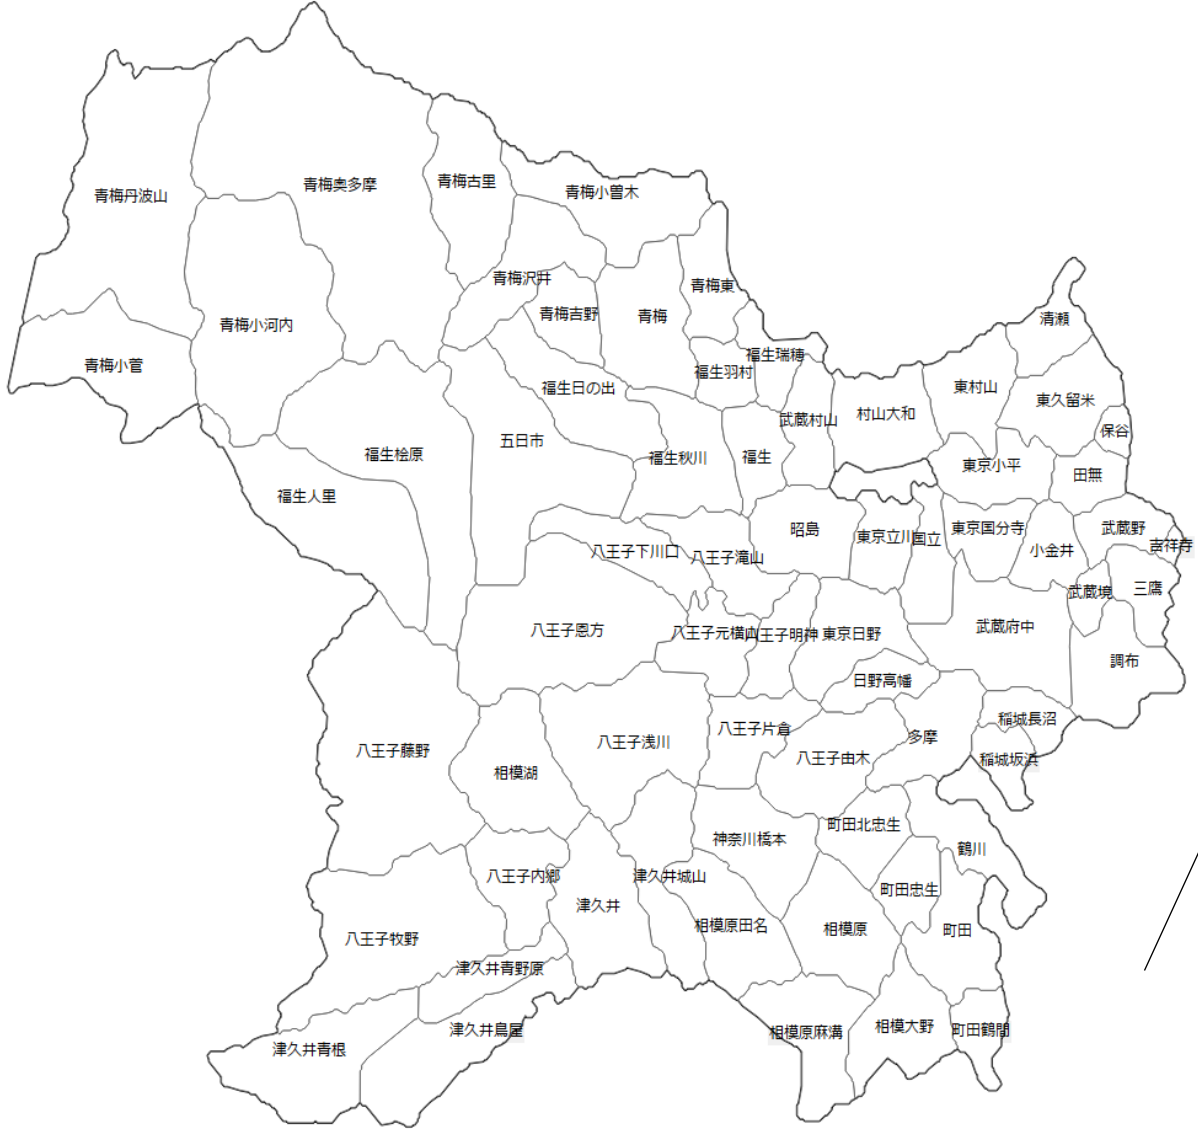 青梅丹波山
青梅奥多摩
青梅古里
青梅小曽木
青梅沢井
青梅東
青梅吉野
青梅
青梅小河内
清瀬
青梅小菅
福生瑞穂
福生羽村
福生日の出
東村山
東久留米
村山大和
武蔵村山
保谷
五日市
福生桧原
福生秋川
福生
東京小平
田無
福生人里
昭島
東京立川
国立
東京国分寺
武蔵野
小金井
吉祥寺
八王子下川口
八王子滝山
武蔵境
三鷹
八王子恩方
八王子元横山
八王子明神
東京日野
武蔵府中
調布
日野高幡
稲城長沼
八王子片倉
多摩
八王子藤野
八王子浅川
八王子由木
稲城坂浜
相模湖
町田北忠生
神奈川橋本
鶴川
八王子内郷
津久井城山
町田忠生
津久井
相模原田名
相模原
町田
八王子牧野
津久井青野原
津久井鳥屋
相模原麻溝
相模大野
町田鶴間
津久井青根